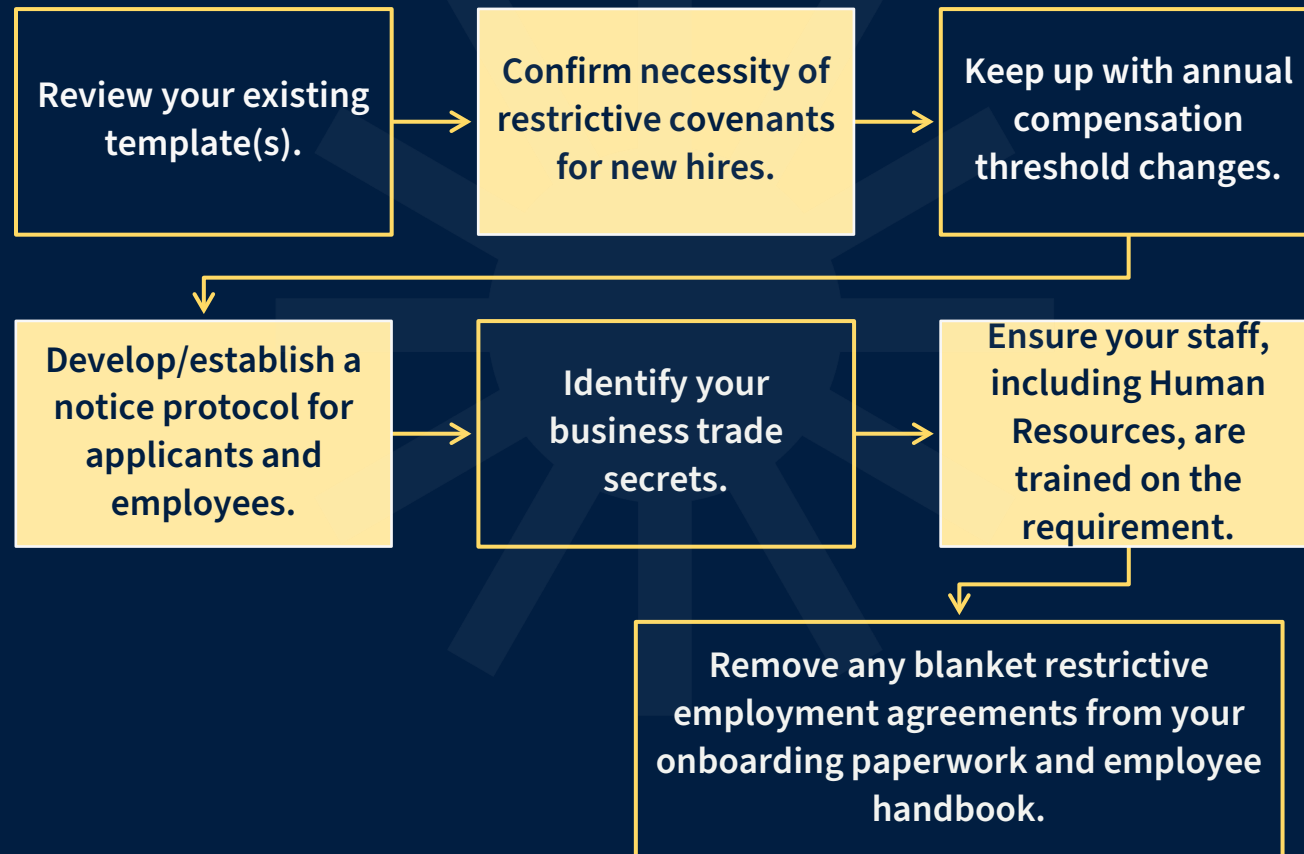 Review your existing
template(s).
Confirm necessity of
restrictive covenants
for new hires.
Keep up with annual
compensation
threshold changes.
Develop/establish a
notice protocol for
applicants and
employees.
Identify your
business trade
secrets.
Ensure your staff,
including Human
Resources, are
trained on the
requirement.
Remove any blanket restrictive
employment agreements from your
onboarding paperwork and employee
handbook.